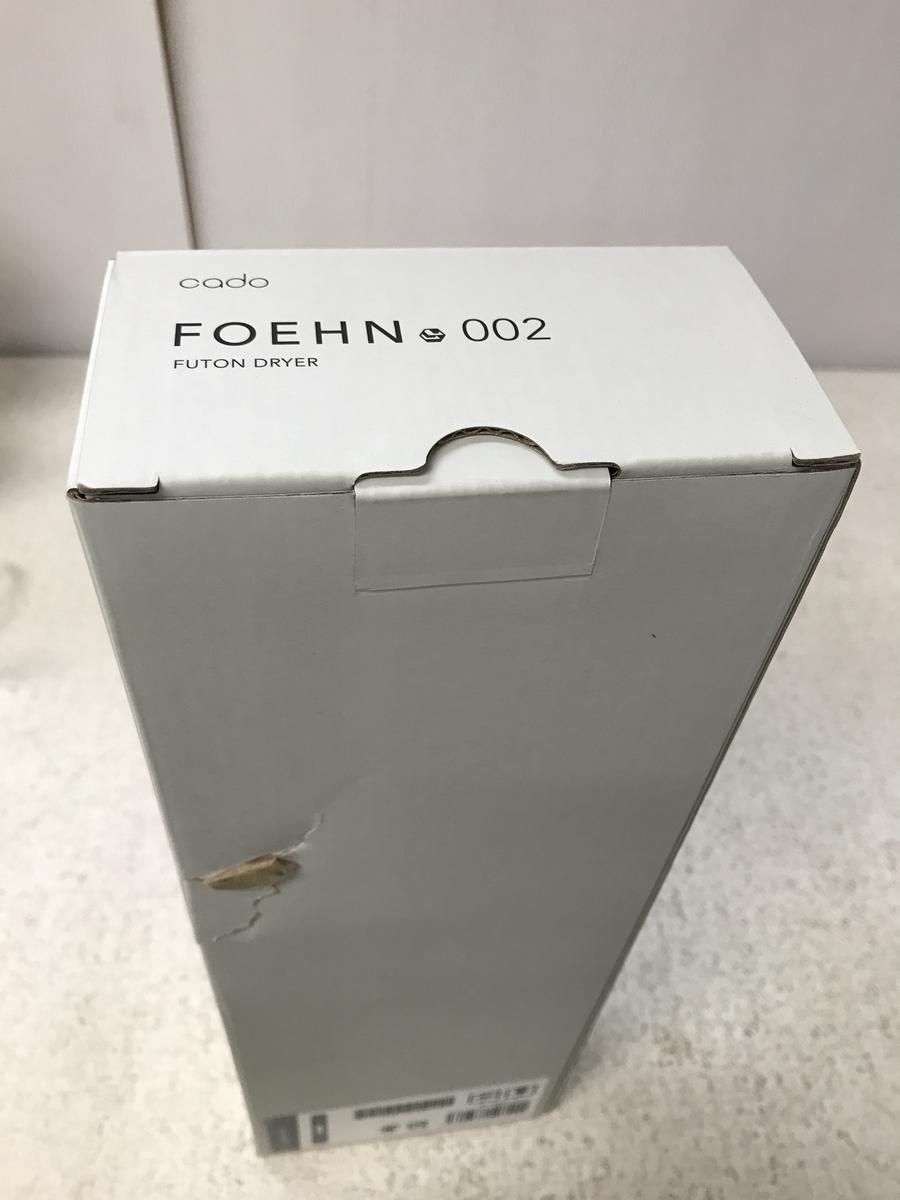 cado
FOEHN 002
FUTON DRYER